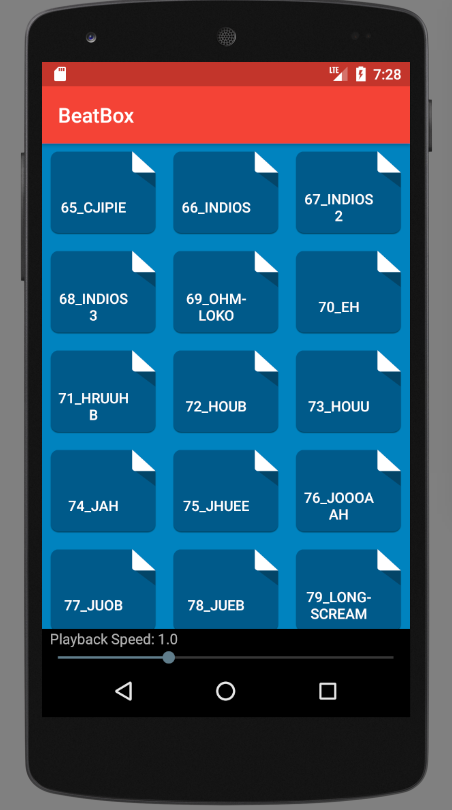 LTE 7:28
BeatBox
65_CJIPIE 66_INDIOS 67_INDIOS
2
68_INDIOS 69_OHM- 70_EH
3 LOKO
71_HRUUH 72_HOUB 73_HOUU
B
74_JAH 75_JHUEE 76_JOOOA
AH
77_JUOB 78_JUEB 79_LONG-
SCREAM
Playback Speed: 1.0